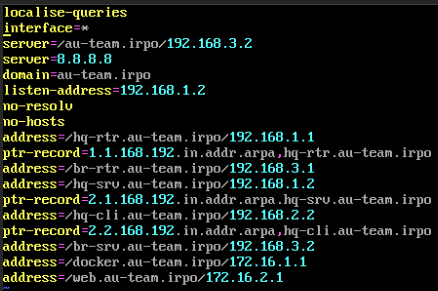 localise-queries
interface=*
server=/au-team.irpo/192.168.3.2
server=8.8.8.8
domain=au-team.irpo
listen-address=192.168.1.2
no-resolv
no-hosts
address=/hq-rtr.au-team.irpo/192.168.1.1
ptr-record=1.1.168.192.in.addr.arpa,hq-rtr.au-team.irpo
address=/br-rtr.au-team.irpo/192.168.3.1
address=/hq-srv.au-team.irpo/192.168.1.2
ptr-record=2.1.192.168.in.addr.arpa.hq-srv.au-team.irpo
address=/hq-cli.au-team.irpo/192.168.2.2
ptr-record=2.2.192.168.in.addr.arpa,hq-cli.au-team.irpo
address=/br-srv.au-team.irpo/192.168.3.2
address=/docker.au-team.irpo/172.16.1.1
address=/web.au-team.irpo/172.16.2.1
~